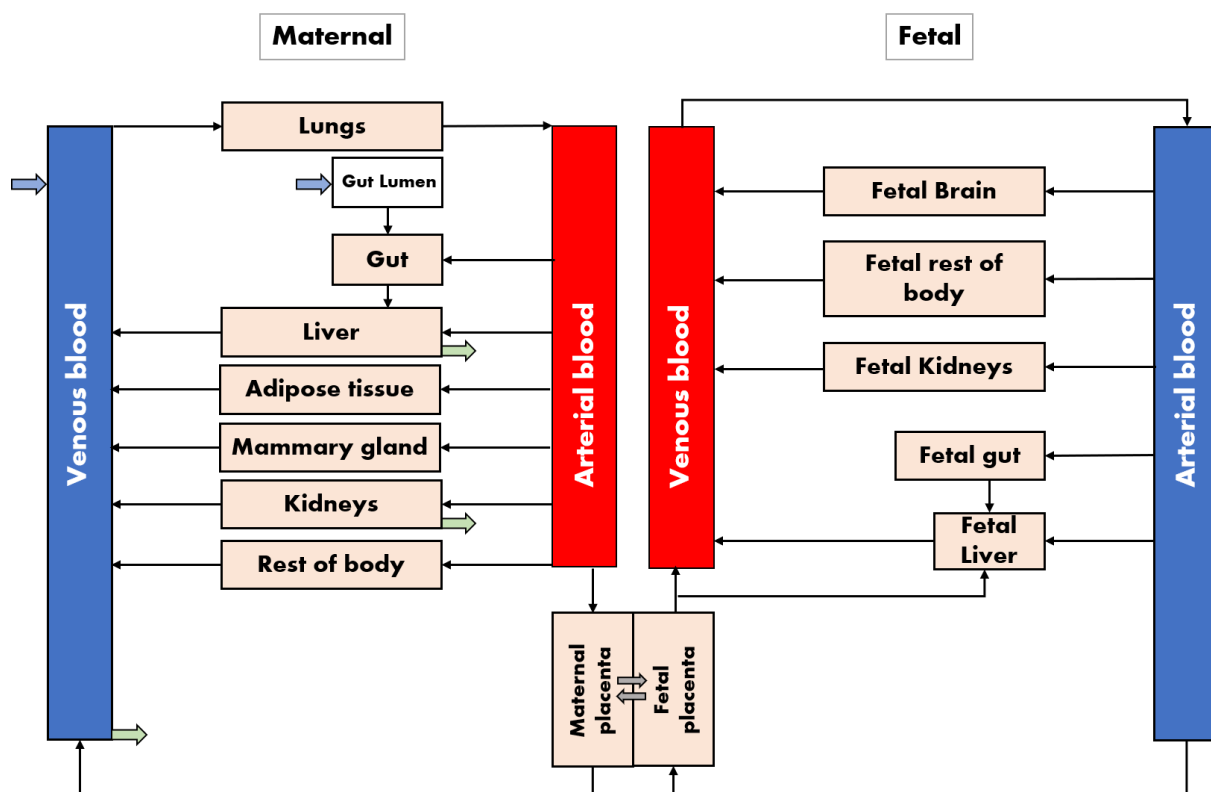 Maternal
Fetal
Lungs
Gut Lumen
Gut
Liver
Adipose tissue
Mammary gland
Kidneys
Rest of body
Venous blood
Arterial blood
Maternal
placenta
Fetal
placenta
Venous blood
Fetal Brain
Fetal rest of
body
Fetal Kidneys
Fetal gut
Fetal
Liver
Arterial blood